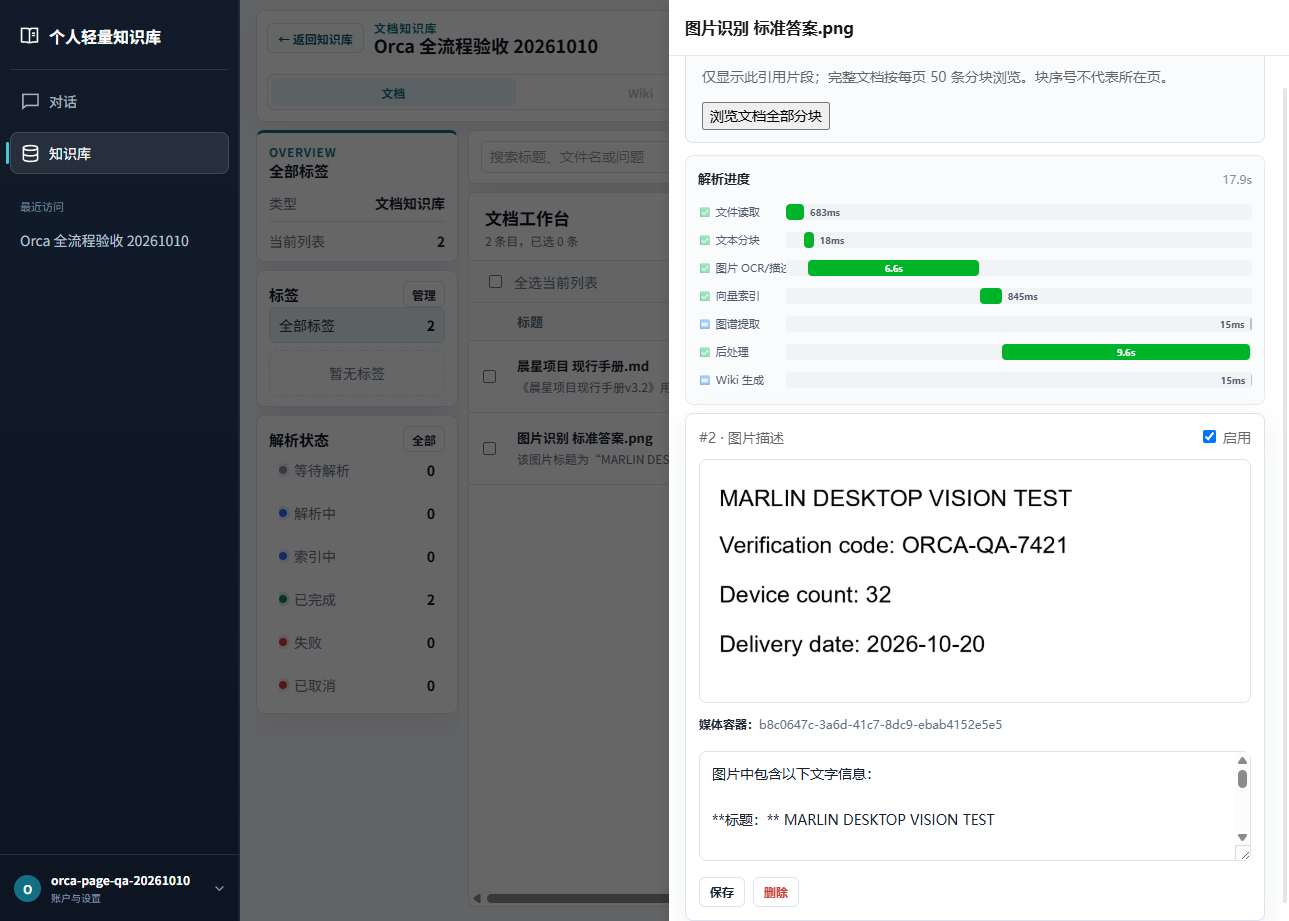 个人轻量知识库
对话
知识库
最近访问
Orca 全流程验收 20261010
orca-page-qa-20261010
账户与设置
O
← 返回知识库
文档知识库
Orca 全流程验收 20261010
文档
Wiki
OVERVIEW
全部标签
类型 文档知识库
当前列表 2
标签 管理
全部标签 2
暂无标签
解析状态 全部
等待解析 0
解析中 0
索引中 0
已完成 2
失败 0
已取消 0
搜索标题、文件名或问题
文档工作台
2 条目，已选 0 条
全选当前列表
标题
晨星项目 现行手册.md
《晨星项目现行手册v3.2》用
图片识别 标准答案.png
该图片标题为“MARLIN DES
图片识别 标准答案.png
仅显示此引用片段；完整文档按每页 50 条分块浏览。块序号不代表所在页。
浏览文档全部分块
解析进度 17.9s
文件读取 683ms
文本分块 18ms
图片 OCR/描述 6.6s
向量索引 845ms
图谱提取 15ms
后处理 9.6s
Wiki 生成 15ms
#2 · 图片描述 启用
MARLIN DESKTOP VISION TEST
Verification code: ORCA-QA-7421
Device count: 32
Delivery date: 2026-10-20
媒体容器： b8c0647c-3a6d-41c7-8dc9-ebab4152e5e5
图片中包含以下文字信息：
**标题：** MARLIN DESKTOP VISION TEST
保存 删除